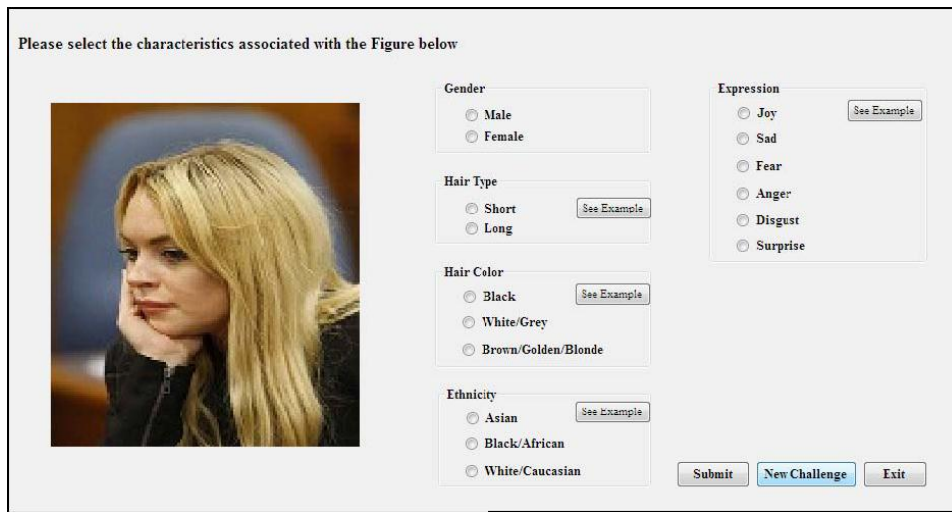 Please select the characteristics associated with the Figure below
Gender
Male
Female
Hair Type
Short
See Example
Long
Hair Color
Black
See Example
White/Grey
Brown/Golden/Blonde
Ethnicity
Asian
See Example
Black/African
White/Caucasian
Expression
Joy
See Example
Sad
Fear
Anger
Disgust
Surprise
Submit
New Challenge
Exit